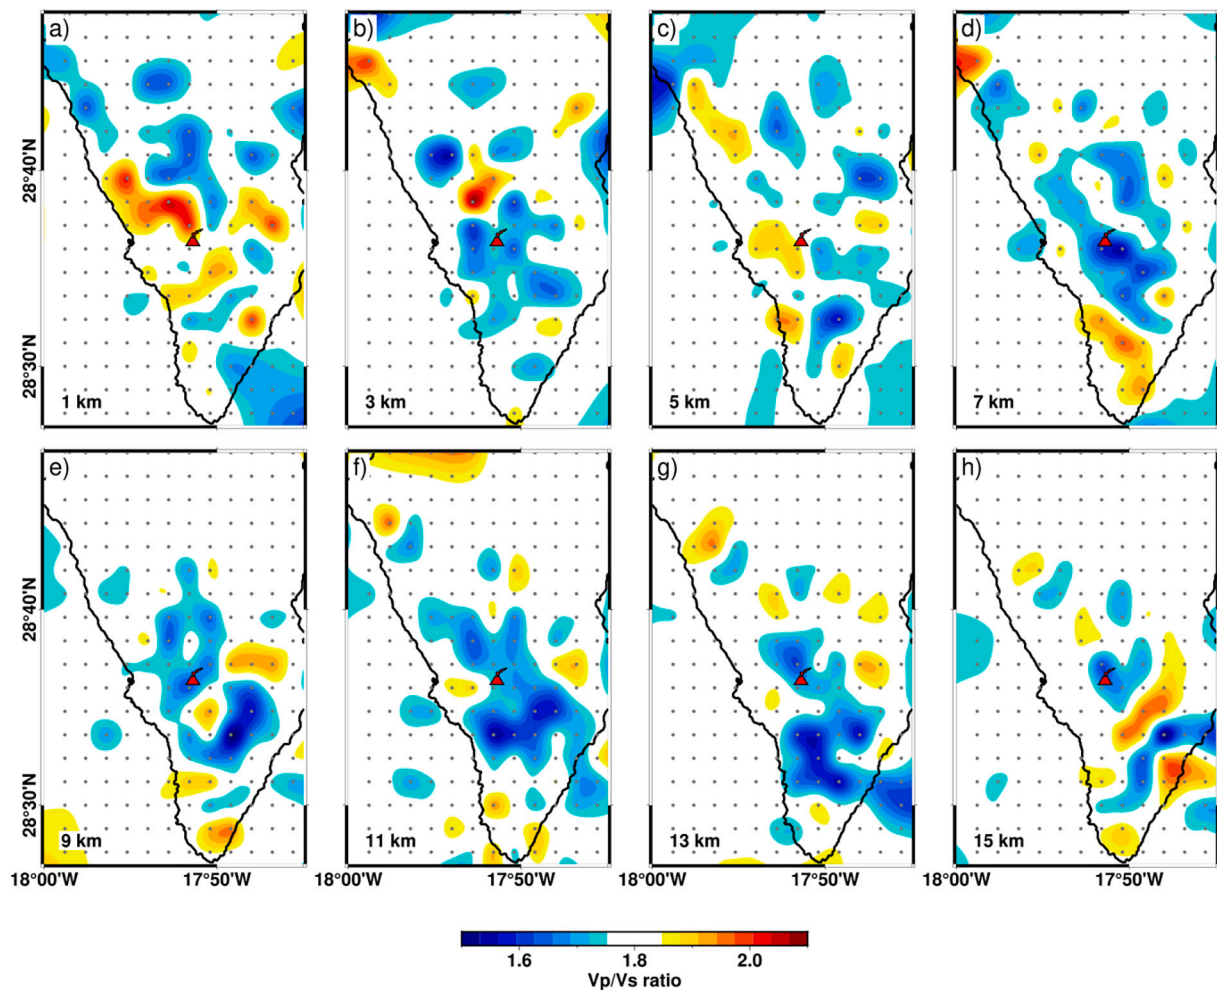 a) b) c) d)
28°40'N
28°30'N
1 km 3 km 5 km 7 km
e) f) g) h)
28°40'N
28°30'N
9 km 11 km 13 km 15 km
18°00'W 17°50'W 18°00'W 17°50'W 18°00'W 17°50'W 18°00'W 17°50'W
1.6 1.8 2.0
Vp/Vs ratio